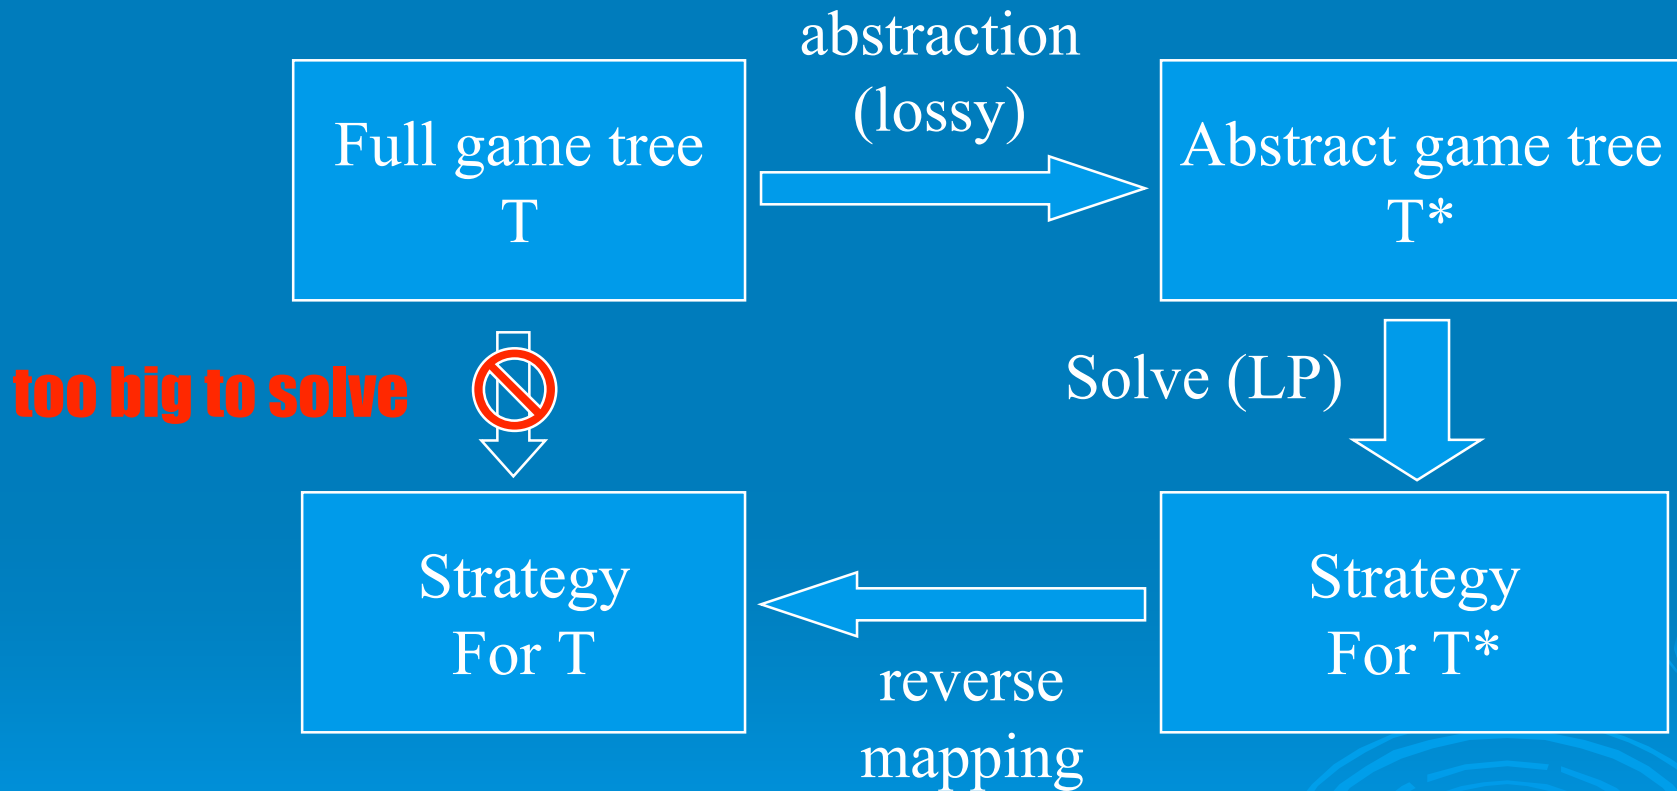 abstraction
(lossy)
Full game tree
T
Abstract game tree
T*
too big to solve
Solve (LP)
Strategy
For T
reverse
mapping
Strategy
For T*